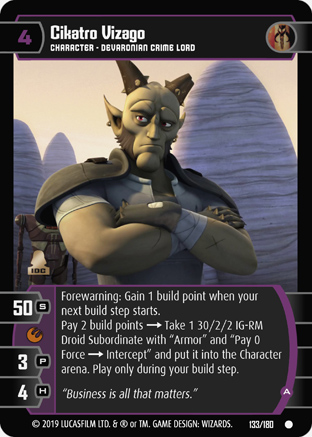 4
Cikatro Vizago
CHARACTER - DEVARONIAN CRIME LORD
IDC
50 S
3 P
4 H
Forewarning: Gain 1 build point when your
next build step starts.
Pay 2 build points → Take 1 30/2/2 IG-RM
Droid Subordinate with “Armor” and “Pay 0
Force → Intercept” and put it into the Character
arena. Play only during your build step.
“Business is all that matters.”
A
© 2019 LUCASFILM LTD. & ® or TM. GAME DESIGN: WIZARDS. 133/180